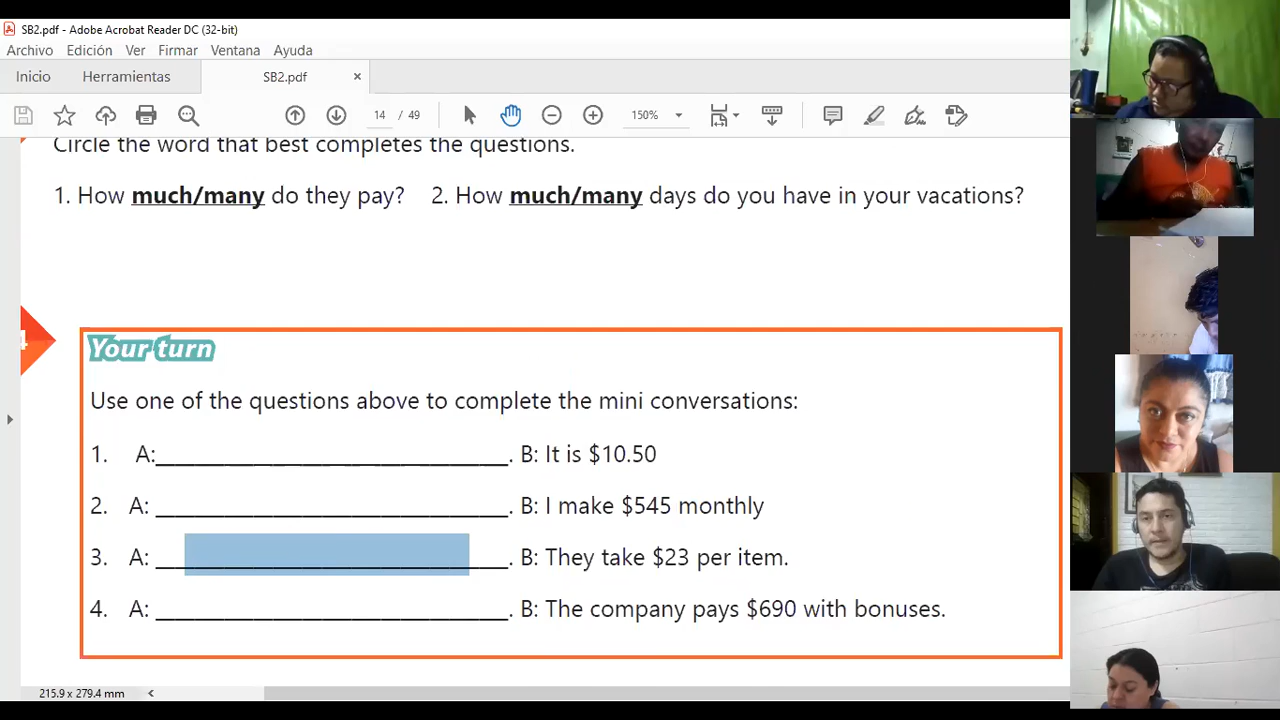 SB2.pdf - Adobe Acrobat Reader DC (32-bit)
Archivo Edición Ver Firmar Ventana Ayuda
Inicio Herramientas SB2.pdf ×
/ 49 150%
Circle the word that best completes the questions.
1. How much/many do they pay? 2. How much/many days do you have in your vacations?
4
Your turn
Use one of the questions above to complete the mini conversations:
1. A:______________________________. B: It is $10.50
2. A: ______________________________. B: I make $545 monthly
3. A: ______________________________. B: They take $23 per item.
4. A: ______________________________. B: The company pays $690 with bonuses.
215.9 x 279.4 mm